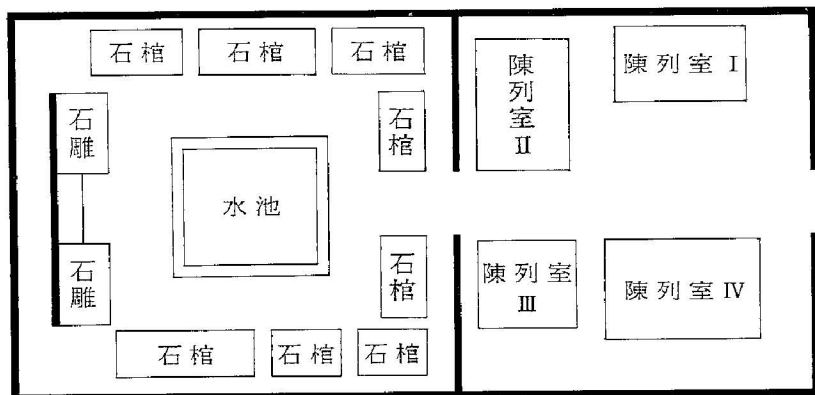 石棺 石棺 石棺 陳列室 I
陳列室 II
石雕
石棺
水池
石雕
石棺
陳列室
III
陳列室 IV
石棺 石棺 石棺